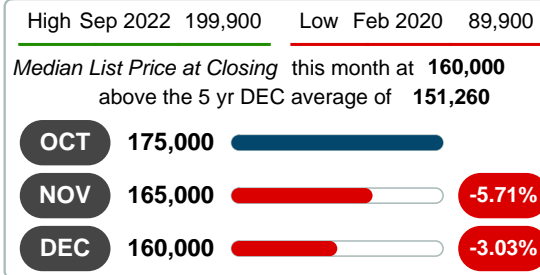 High Sep 2022 199,900 Low Feb 2020 89,900
Median List Price at Closing this month at 160,000
above the 5 yr DEC average of 151,260
OCT 175,000
NOV 165,000 -5.71%
DEC 160,000 -3.03%